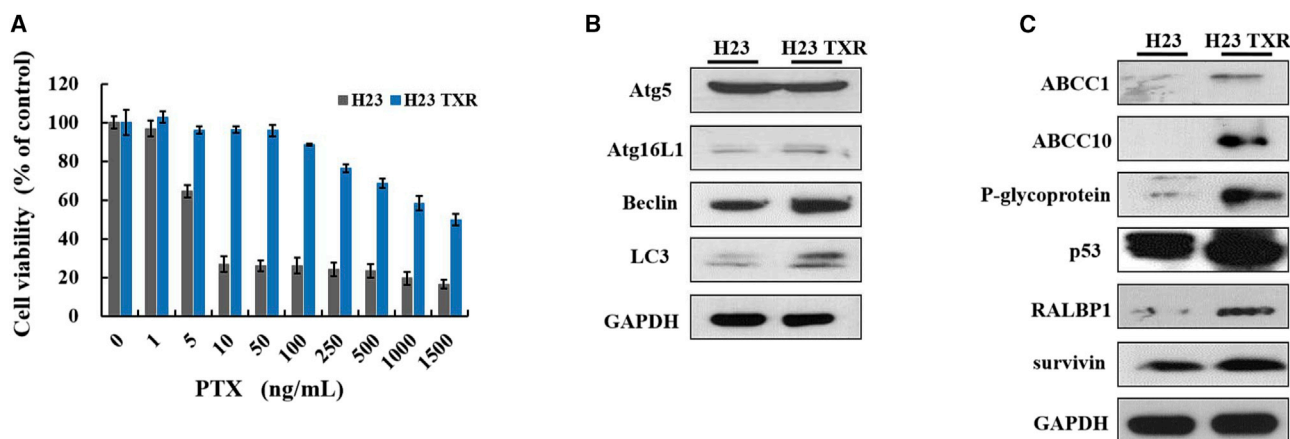 A
Cell viability (% of control)
120
100
80
60
40
20
0
H23
H23 TXR
0 1 5 10 50 100 250 500 1000 1500
PTX (ng/mL)
B
H23 H23 TXR
Atg5
Atg16L1
Beclin
LC3
GAPDH
C
H23 H23 TXR
ABCC1
ABCC10
P-glycoprotein
p53
RALBP1
survivin
GAPDH